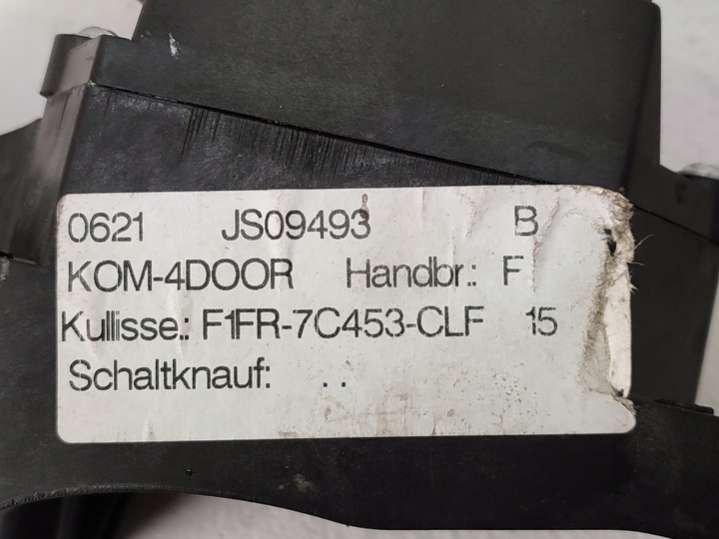 0621 JS09493 B
KOM-4DOOR Handbr.: F
Kullisse.: F1FR-7C453-CLF 15
Schaltknauf: . .